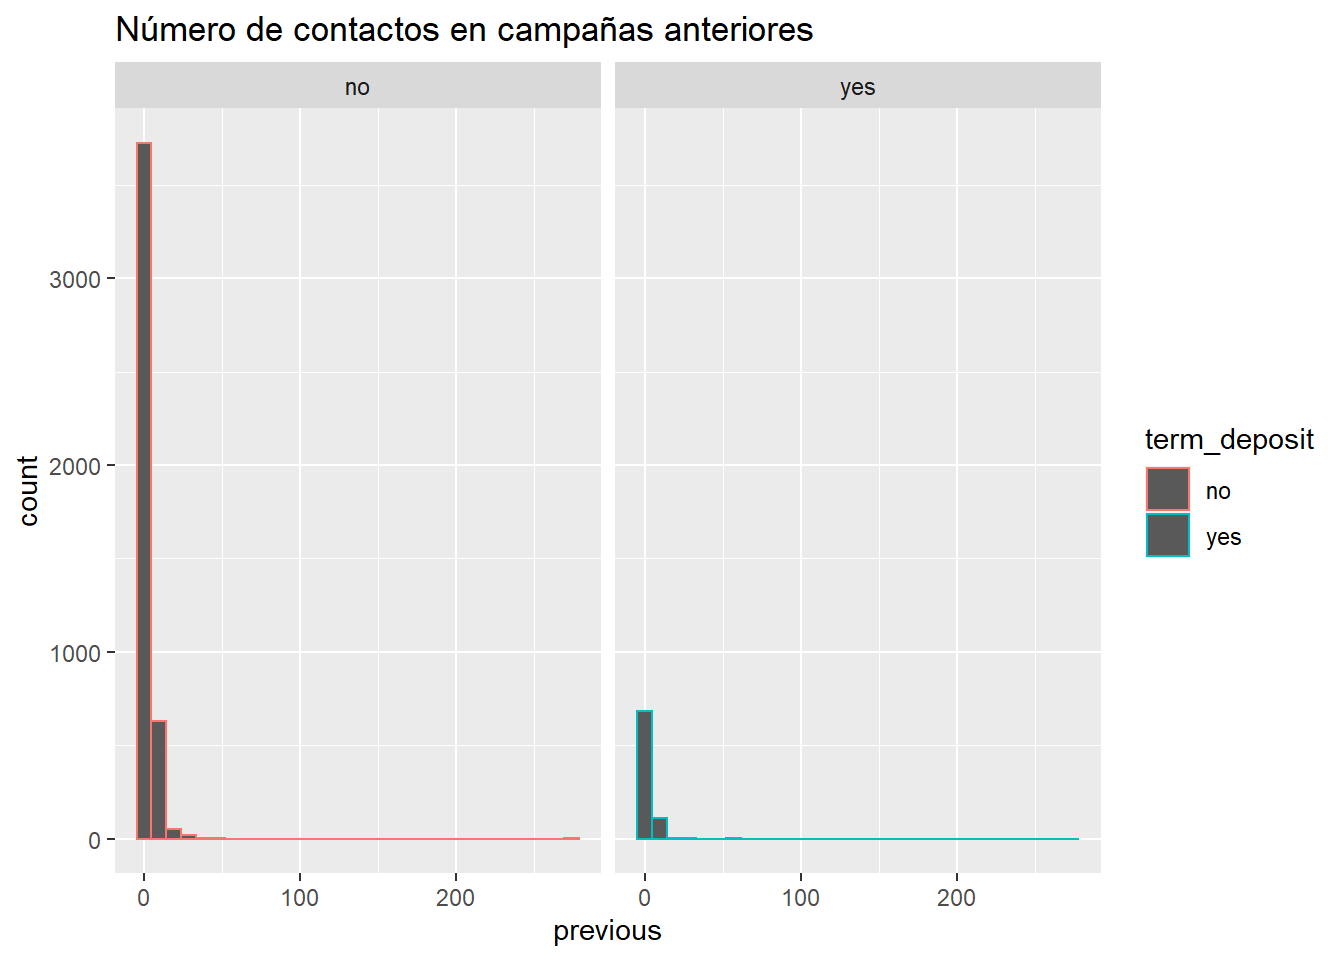 Número de contactos en campañas anteriores
no
yes
3000
2000
1000
0
count
0
100
200
0
100
200
previous
term_deposit
no
yes